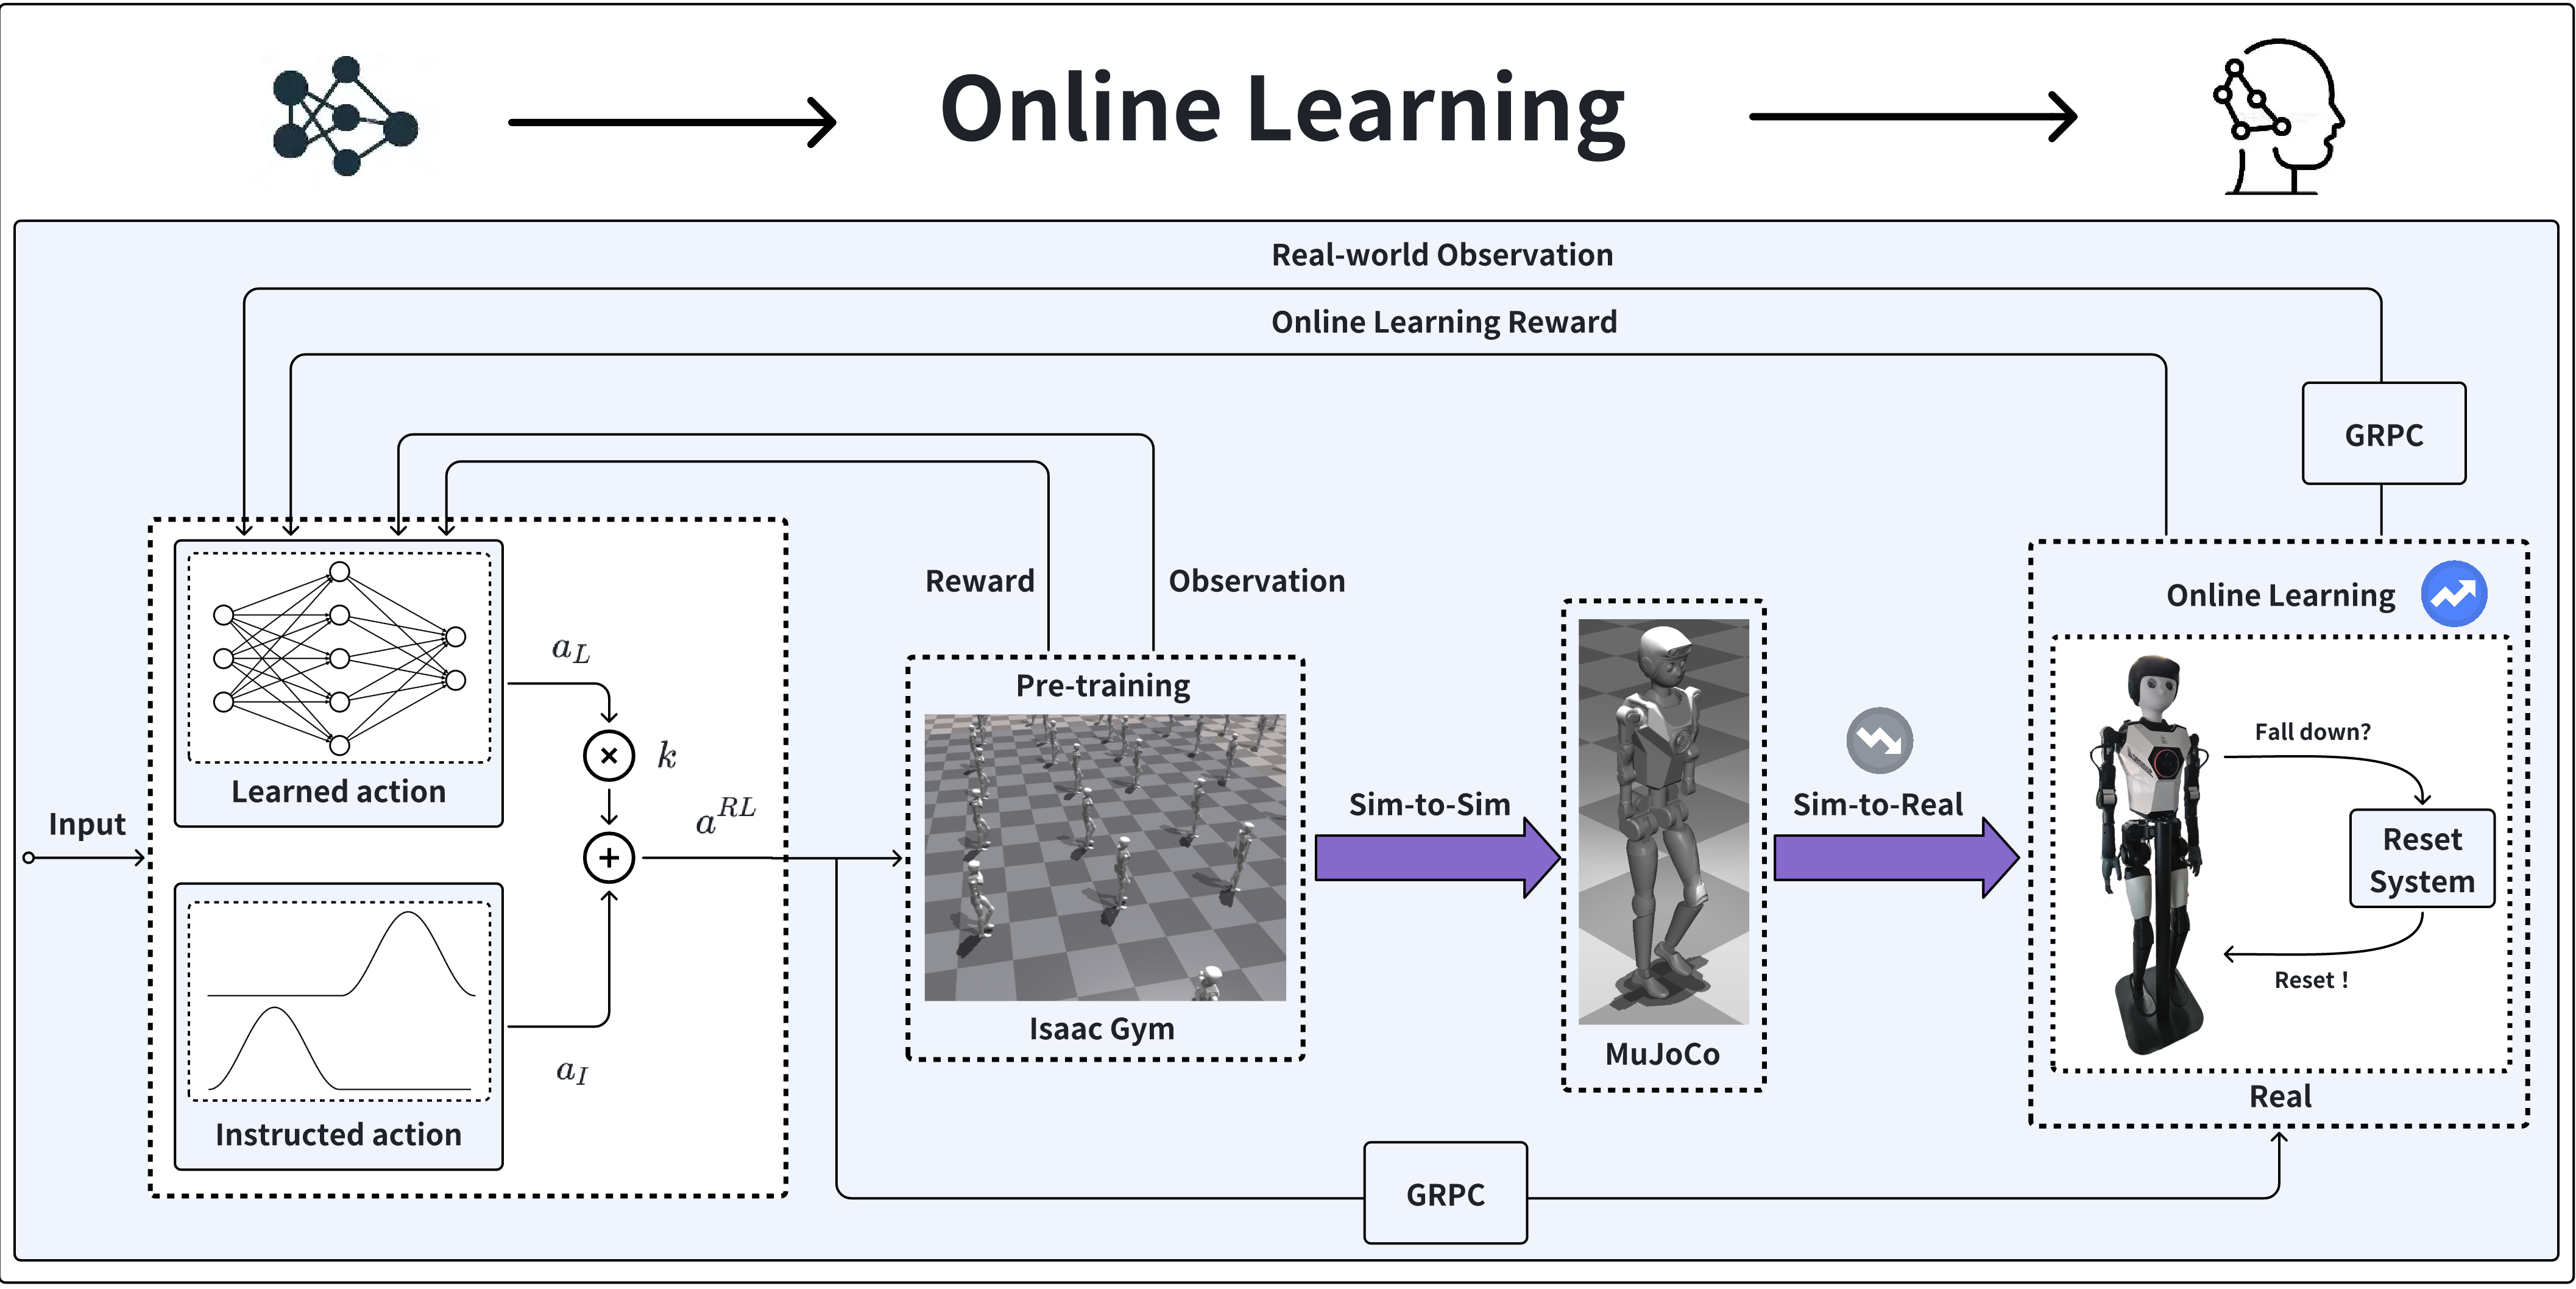 Online Learning
Real-world Observation
Online Learning Reward
GRPC
Reward
Observation
Input
Learned action
a_L
k
a^{RL}
Instructed action
a_I
Pre-training
Isaac Gym
Sim-to-Sim
MuJoCo
Sim-to-Real
Online Learning
Fall down?
Reset
System
Reset !
Real
GRPC